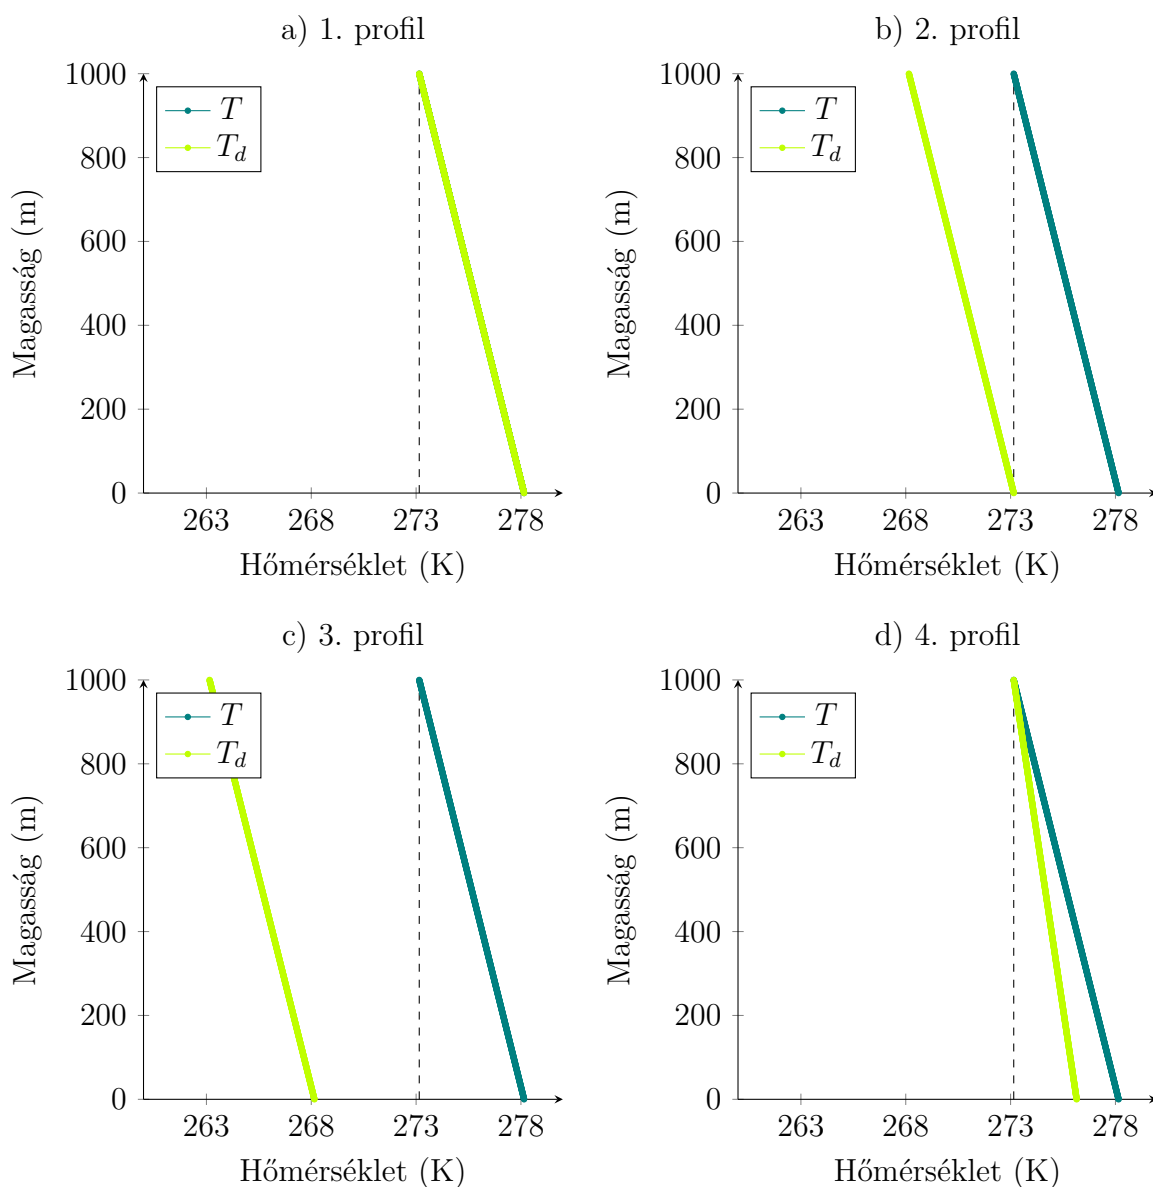 a) 1. profil
1000
800
600
400
200
0
Magasság (m)
T
T_d
263 268 273 278
Hőmérséklet (K)
b) 2. profil
1000
800
600
400
200
0
Magasság (m)
T
T_d
263 268 273 278
Hőmérséklet (K)
c) 3. profil
1000
800
600
400
200
0
Magasság (m)
T
T_d
263 268 273 278
Hőmérséklet (K)
d) 4. profil
1000
800
600
400
200
0
Magasság (m)
T
T_d
263 268 273 278
Hőmérséklet (K)